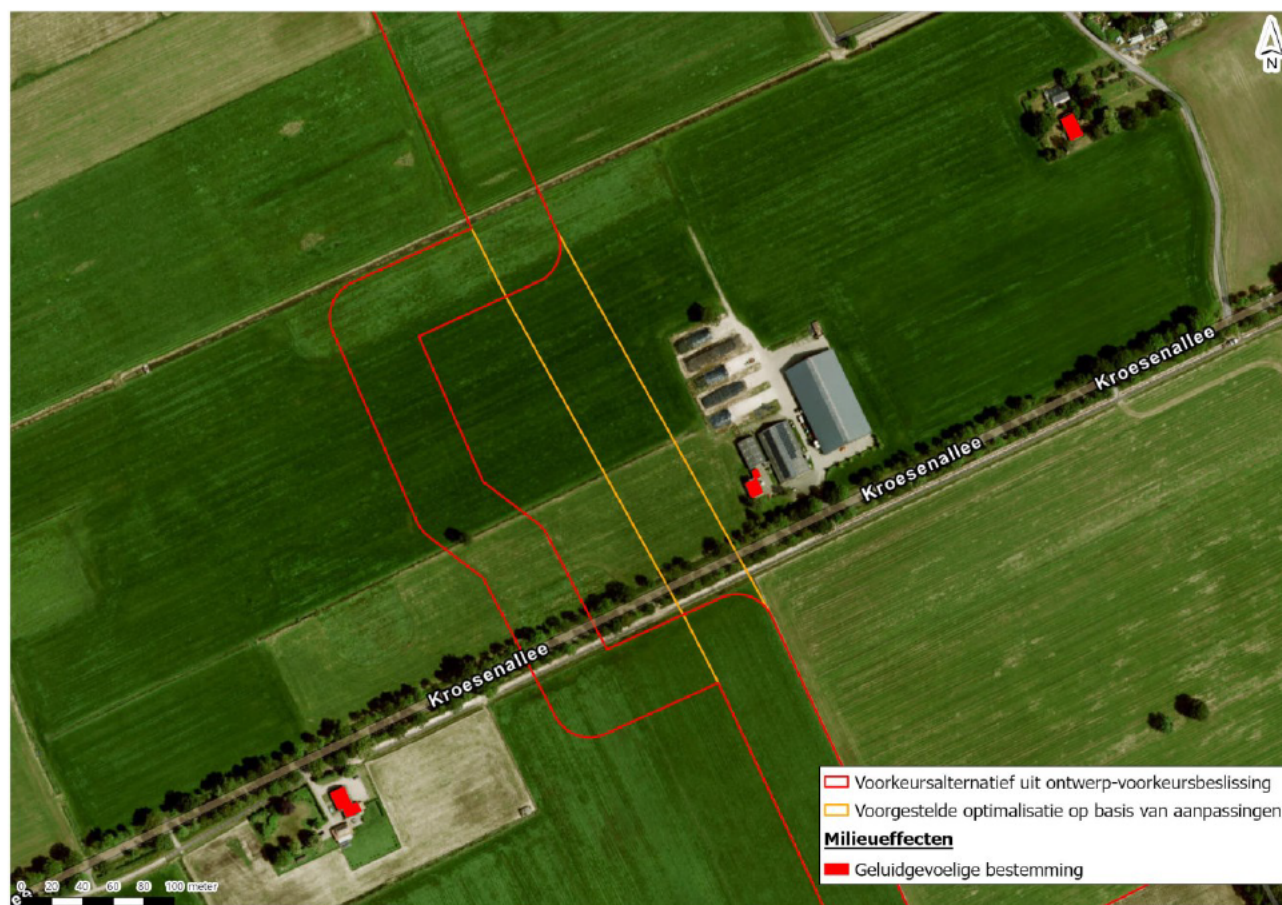 N
Kroesenallee
Kroesenallee
Kroesenallee
Voorkeursalternatief uit ontwerp-voorkeursbeslissing
Voorgestelde optimalisatie op basis van aanpassingen
Milieueffecten
Geluidgevoelige bestemming
0 20 40 60 80 100 meter